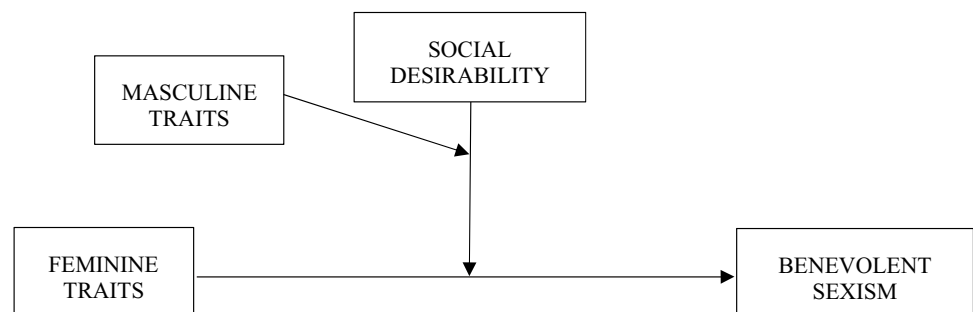 SOCIAL
DESIRABILITY
MASCULINE
TRAITS
FEMININE
TRAITS
BENEVOLENT
SEXISM